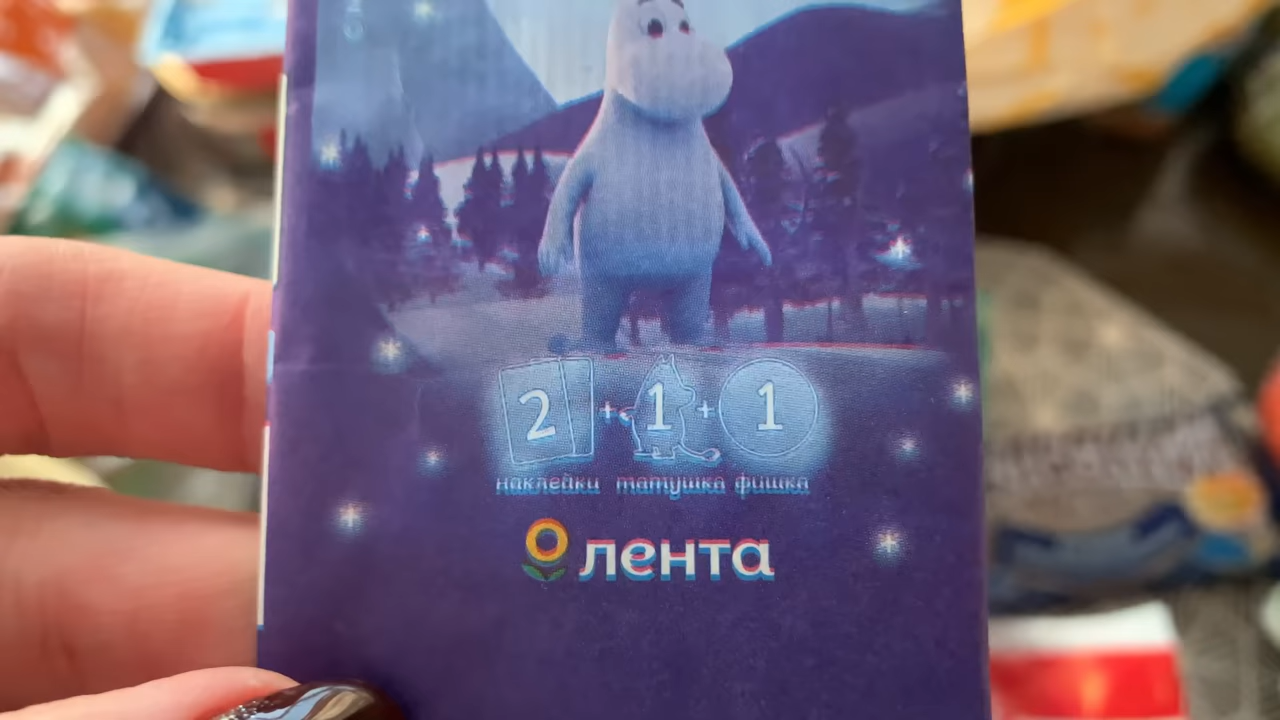 2 + 1 + 1
наклейки татушка фишка
лента